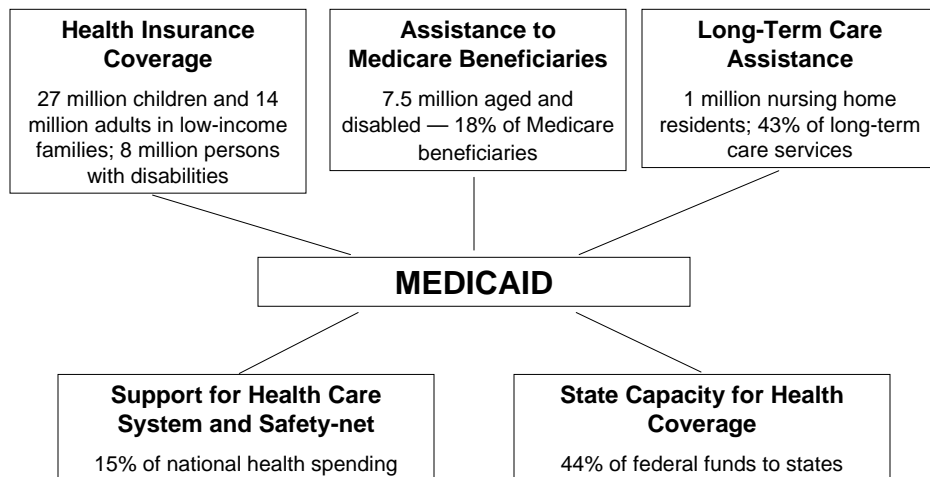 Health Insurance
Coverage
27 million children and 14
million adults in low-income
families; 8 million persons
with disabilities
Assistance to
Medicare Beneficiaries
7.5 million aged and
disabled — 18% of Medicare
beneficiaries
Long-Term Care
Assistance
1 million nursing home
residents; 43% of long-term
care services
MEDICAID
Support for Health Care
System and Safety-net
15% of national health spending
State Capacity for Health
Coverage
44% of federal funds to states